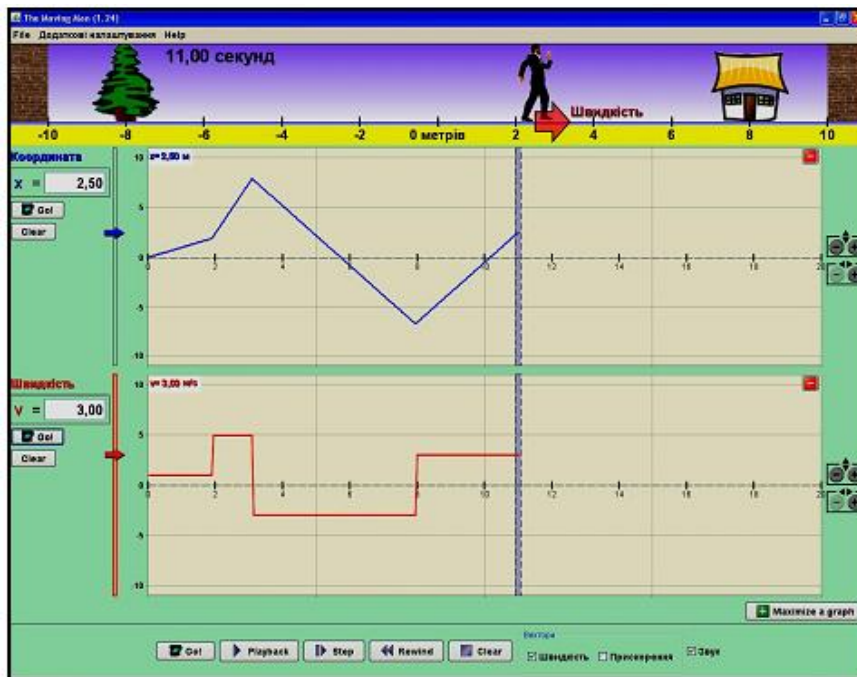 The Moving Man (1.24)
File Додаткові налаштування Help
11,00 секунд
Швидкість
-10 -8 -6 -4 -2 0 метрів 2 4 6 8 10
Координата
x = 2,50
Go!
Clear
x= 2,50 м
10
5
0
-5
-10
0 2 4 6 8 10 12 14 16 18 20
Швидкість
v = 3,00
Go!
Clear
v= 3,00 м/s
10
5
0
-5
-10
0 2 4 6 8 10 12 14 16 18 20
Maximize a graph
Вектори
Go! Playback Step Rewind Clear
Швидкість Прискорення Звук